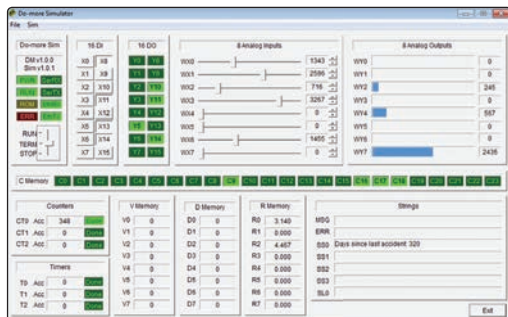 Do-more Simulator
File Sim
Do-more Sim
DM v1.0.0
Sim v1.0.1
PWR SerTX
RUN SerRX
ROM
ERR
RUN
TERM
STOP
16 DI
X0 X8
X1 X9
X2 X10
X3 X11
X4 X12
X5 X13
X6 X14
X7 X15
16 DO
Y0 Y8
Y1 Y9
Y2 Y10
Y3 Y11
Y4 Y12
Y5 Y13
Y6 Y14
Y7 Y15
8 Analog Inputs
WX0 1343
WX1 2586
WX2 716
WX3 3267
WX4 0
WX5 0
WX6 1455
WX7 0
8 Analog Outputs
WY0 0
WY1 0
WY2 245
WY3 0
WY4 567
WY5 0
WY6 0
WY7 2435
C Memory C0 C1 C2 C3 C4 C5 C6 C7 C8 C9 C10 C11 C12 C13 C14 C15 C16 C17 C18 C19 C20 C21 C22 C23
Counters
CT0 .Acc 348 Done
CT1 .Acc 0 Done
CT2 .Acc 0 Done
Timers
T0 .Acc 0 Done
T1 .Acc 0 Done
T2 .Acc 0 Done
V Memory
V0 0
V1 0
V2 0
V3 0
V4 0
V5 0
V6 0
V7 0
D Memory
D0 0
D1 0
D2 0
D3 0
D4 0
D5 0
D6 0
D7 0
R Memory
R0 3.140
R1 0.000
R2 4.467
R3 0.000
R4 0.000
R5 0.000
R6 0.000
R7 0.000
Strings
MSG
ERR
SS0 Days since last accident: 320
SS1
SS2
SS3
SL0
Exit